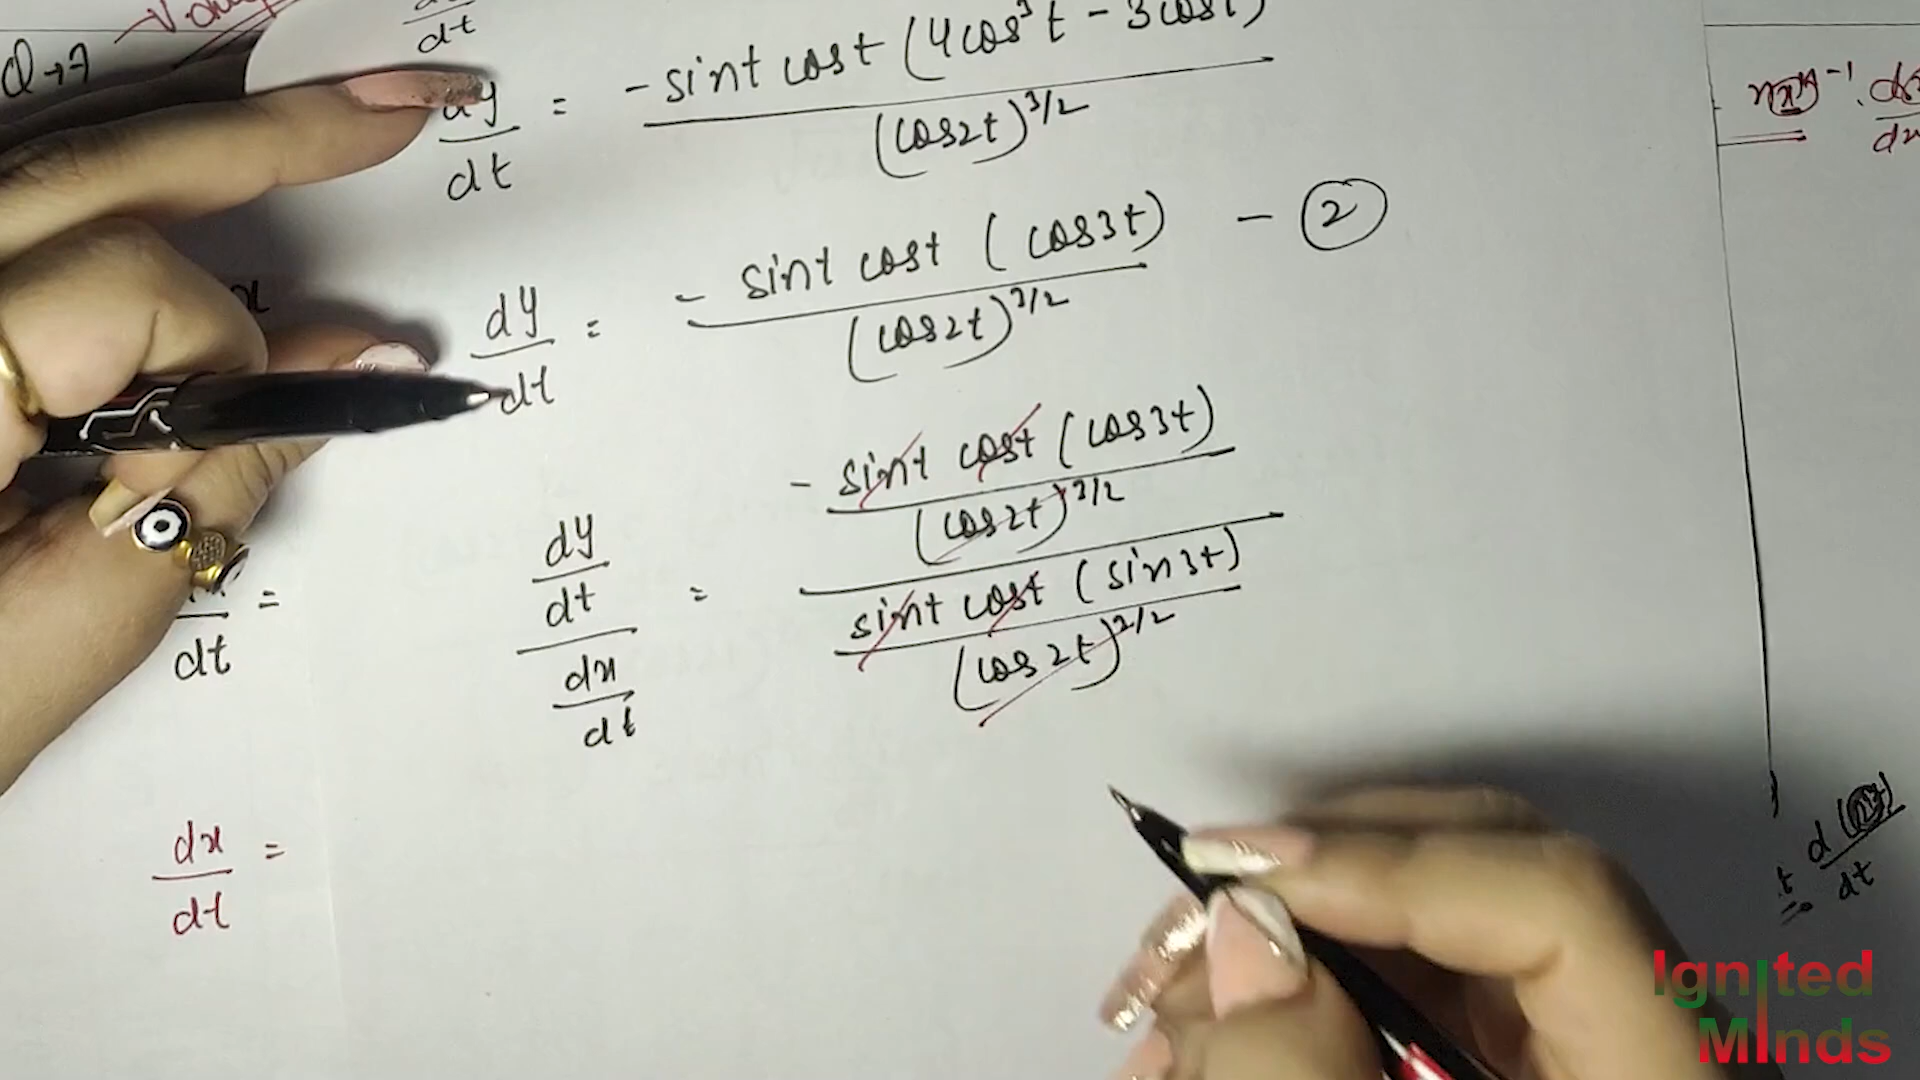 Q→7
dt
dy/dt = -sint cost (4cos³t - 3cost) / (cos2t)^3/2
dy/dt = - sint cost (cos3t) / (cos2t)^3/2 - ②
dy/dt / dx/dt = - sint cost (cos3t) / (cos2t)^3/2 / sint cost (sin3t) / (cos2t)^3/2
dt =
dx/dt =
dt
Ignited
Minds